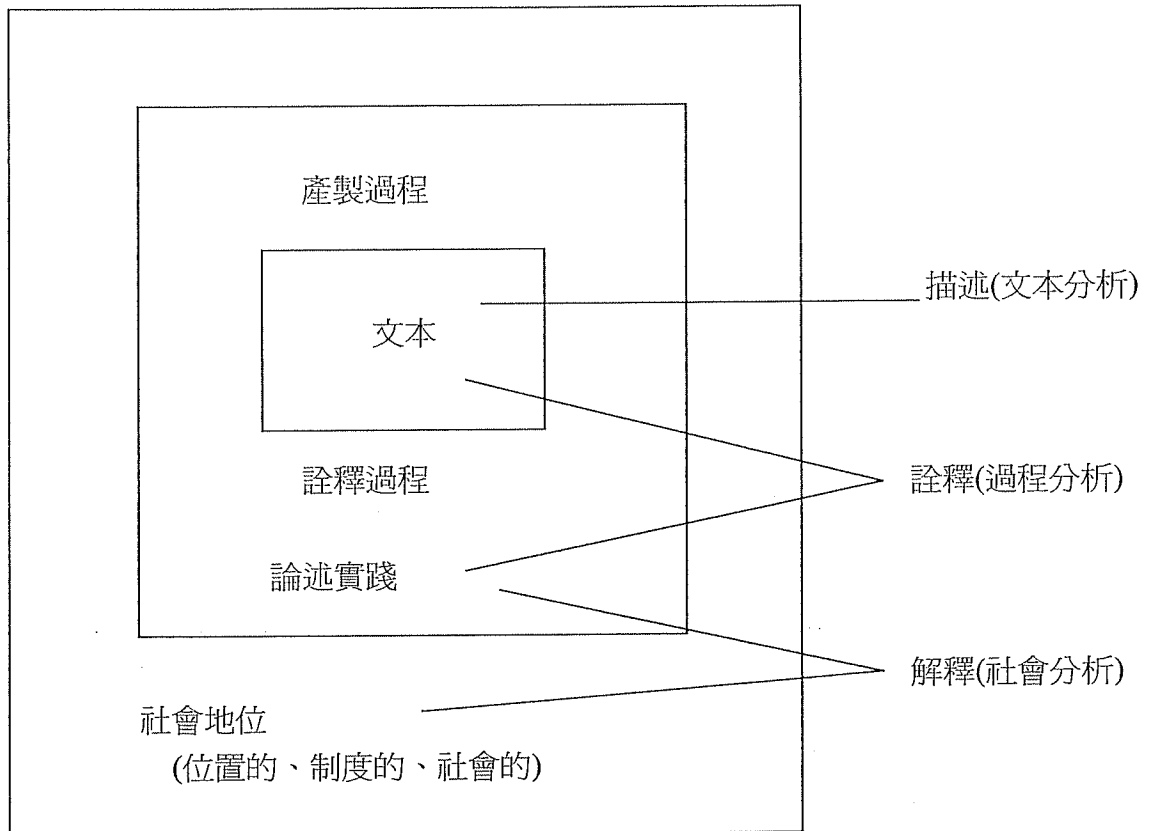 產製過程
文本
描述(文本分析)
詮釋過程
詮釋(過程分析)
論述實踐
解釋(社會分析)
社會地位
(位置的、制度的、社會的)